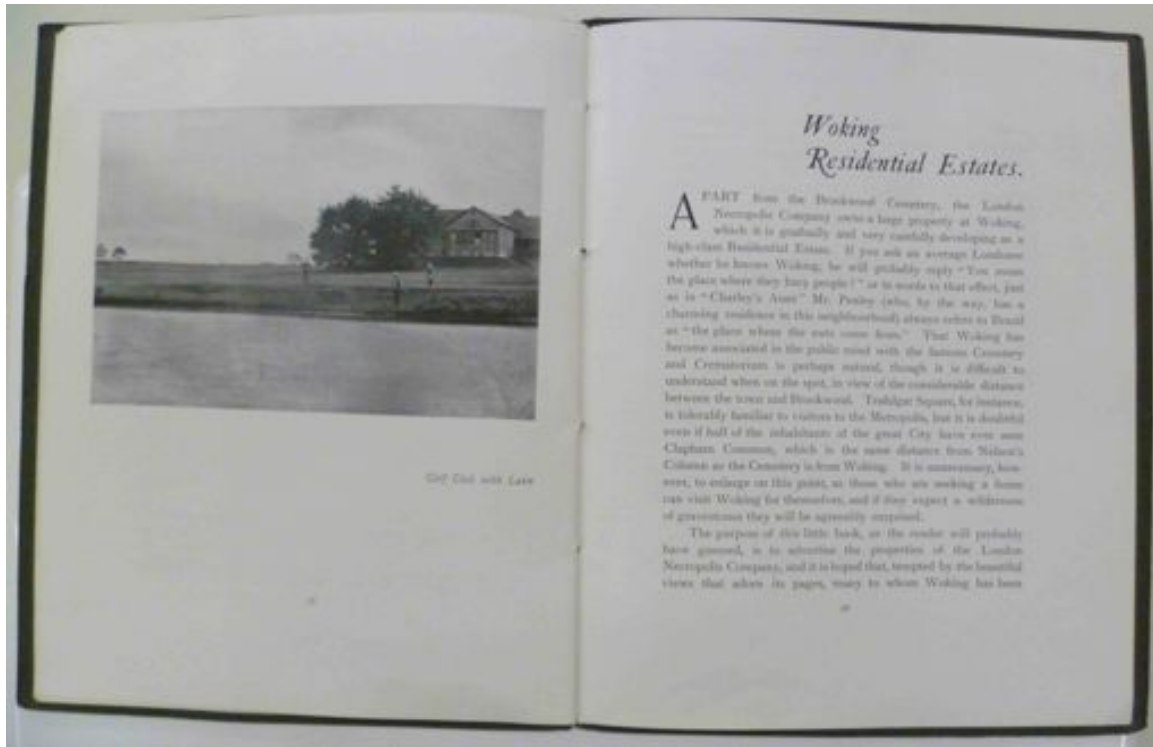 Golf Club with Lake
Woking
Residential Estates.
APART from the Brookwood Cemetery, the London
Necropolis Company owns a large property at Woking,
which it is gradually and very carefully developing as a
high-class Residential Estate. If you ask an average Londoner
whether he knows Woking, he will probably reply "You mean
the place where they bury people?" or in words to that effect, just
as in "Charley's Aunt" Mr. Penley (who, by the way, has a
charming residence in this neighbourhood) always refers to Brazil
as "the place where the nuts come from." That Woking has
become associated in the public mind with the famous Cemetery
and Crematorium is perhaps natural, though it is difficult to
understand when on the spot, in view of the considerable distance
between the town and Brookwood. Trafalgar Square, for instance,
is tolerably familiar to visitors to the Metropolis, but it is doubtful
even if half of the inhabitants of the great City have ever seen
Clapham Common, which is the same distance from Nelson's
Column as the Cemetery is from Woking. It is unnecessary, how-
ever, to enlarge on this point, as those who are seeking a home
can visit Woking for themselves, and if they expect a wilderness
of gravestones they will be agreeably surprised.
The purpose of this little book, as the reader will probably
have guessed, is to advertise the properties of the London
Necropolis Company, and it is hoped that, tempted by the beautiful
views that adorn its pages, many to whom Woking has been